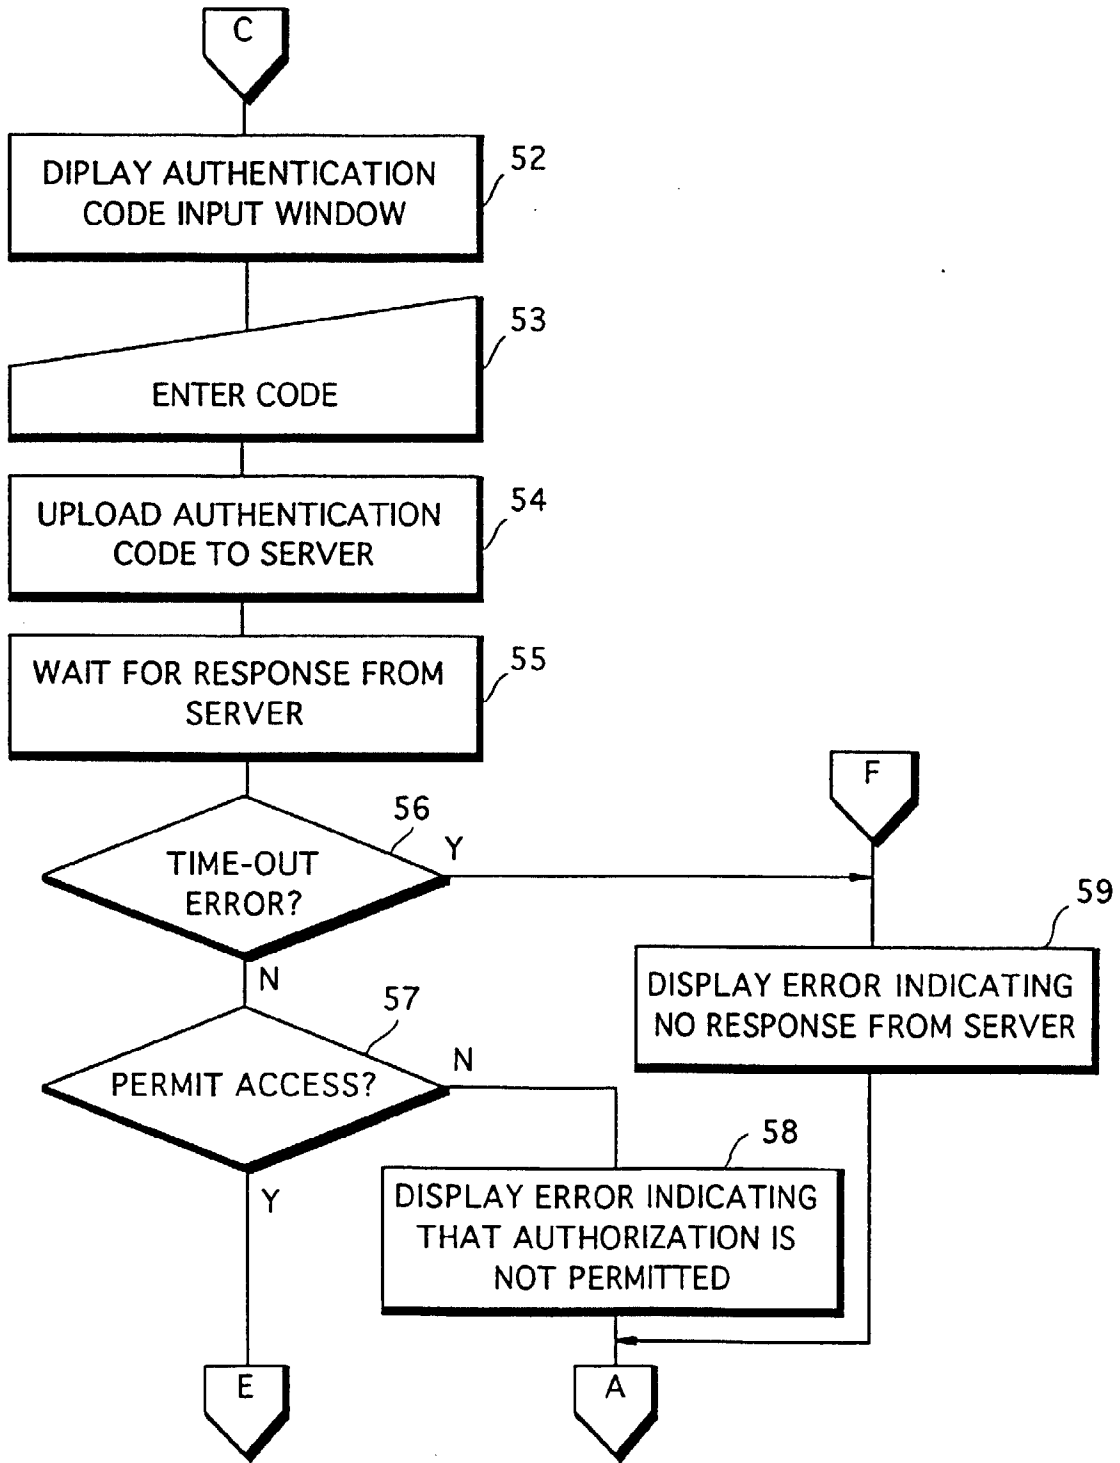 C
DIPLAY AUTHENTICATION
CODE INPUT WINDOW
52
53
ENTER CODE
UPLOAD AUTHENTICATION
CODE TO SERVER
54
WAIT FOR RESPONSE FROM
SERVER
55
F
56
TIME-OUT
ERROR?
Y
N
59
DISPLAY ERROR INDICATING
NO RESPONSE FROM SERVER
57
PERMIT ACCESS?
N
Y
58
DISPLAY ERROR INDICATING
THAT AUTHORIZATION IS
NOT PERMITTED
E
A